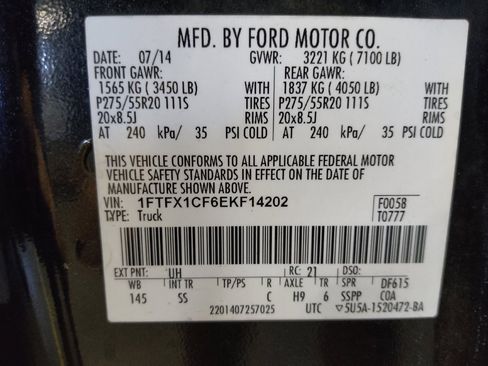 MFD. BY FORD MOTOR CO.
DATE: 07/14 GVWR: 3221 KG ( 7100 LB)
FRONT GAWR: REAR GAWR:
1565 KG ( 3450 LB) WITH 1837 KG ( 4050 LB) WITH
P275/55R20 111S TIRES P275/55R20 111S TIRES
20x8.5J RIMS 20x8.5J RIMS
AT 240 kPa/ 35 PSI COLD AT 240 kPa/ 35 PSI COLD
THIS VEHICLE CONFORMS TO ALL APPLICABLE FEDERAL MOTOR
VEHICLE SAFETY STANDARDS IN EFFECT ON THE DATE OF
MANUFACTURE SHOWN ABOVE.
VIN: 1FTFX1CF6EKF14202 F0058
TYPE: Truck T0777
EXT PNT: UH RC: 21 DSO:
WB INT TR TP/PS R AXLE TR SPR DF615
145 SS C H9 6 SSPP C0A
2201407257025 UTC ▽5U5A-1520472-BA